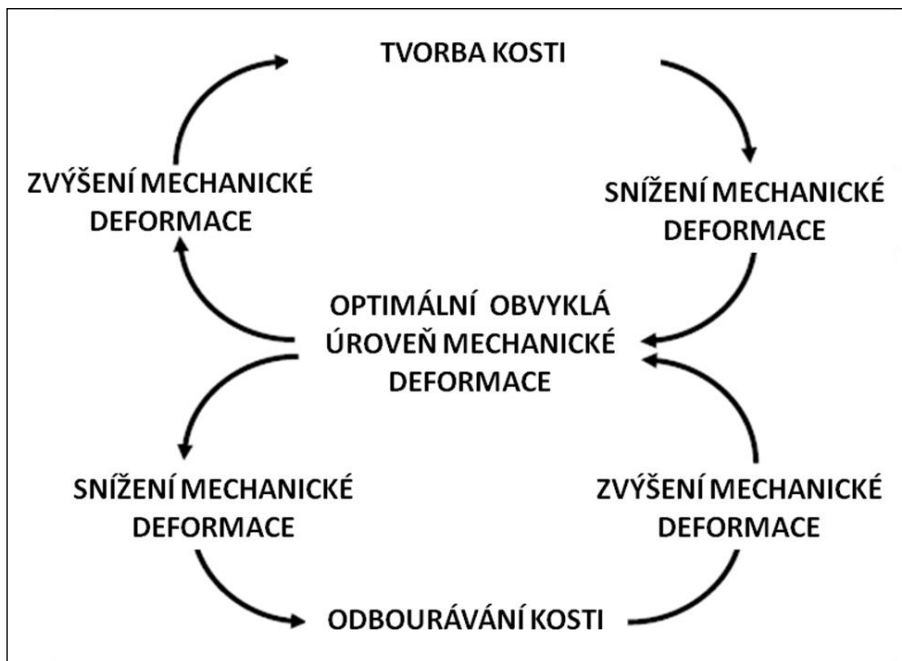 TVORBA KOSTI
ZVÝŠENÍ MECHANICKÉ
DEFORMACE
SNÍŽENÍ MECHANICKÉ
DEFORMACE
OPTIMÁLNÍ OBVYKLÁ
ÚROVEŇ MECHANICKÉ
DEFORMACE
SNÍŽENÍ MECHANICKÉ
DEFORMACE
ZVÝŠENÍ MECHANICKÉ
DEFORMACE
ODBOURÁVÁNÍ KOSTI